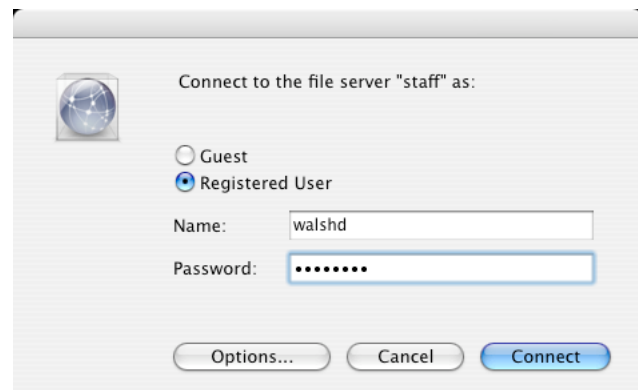 Connect to the file server "staff" as:
Guest
Registered User
Name: walshd
Password: ••••••••
Options... Cancel Connect